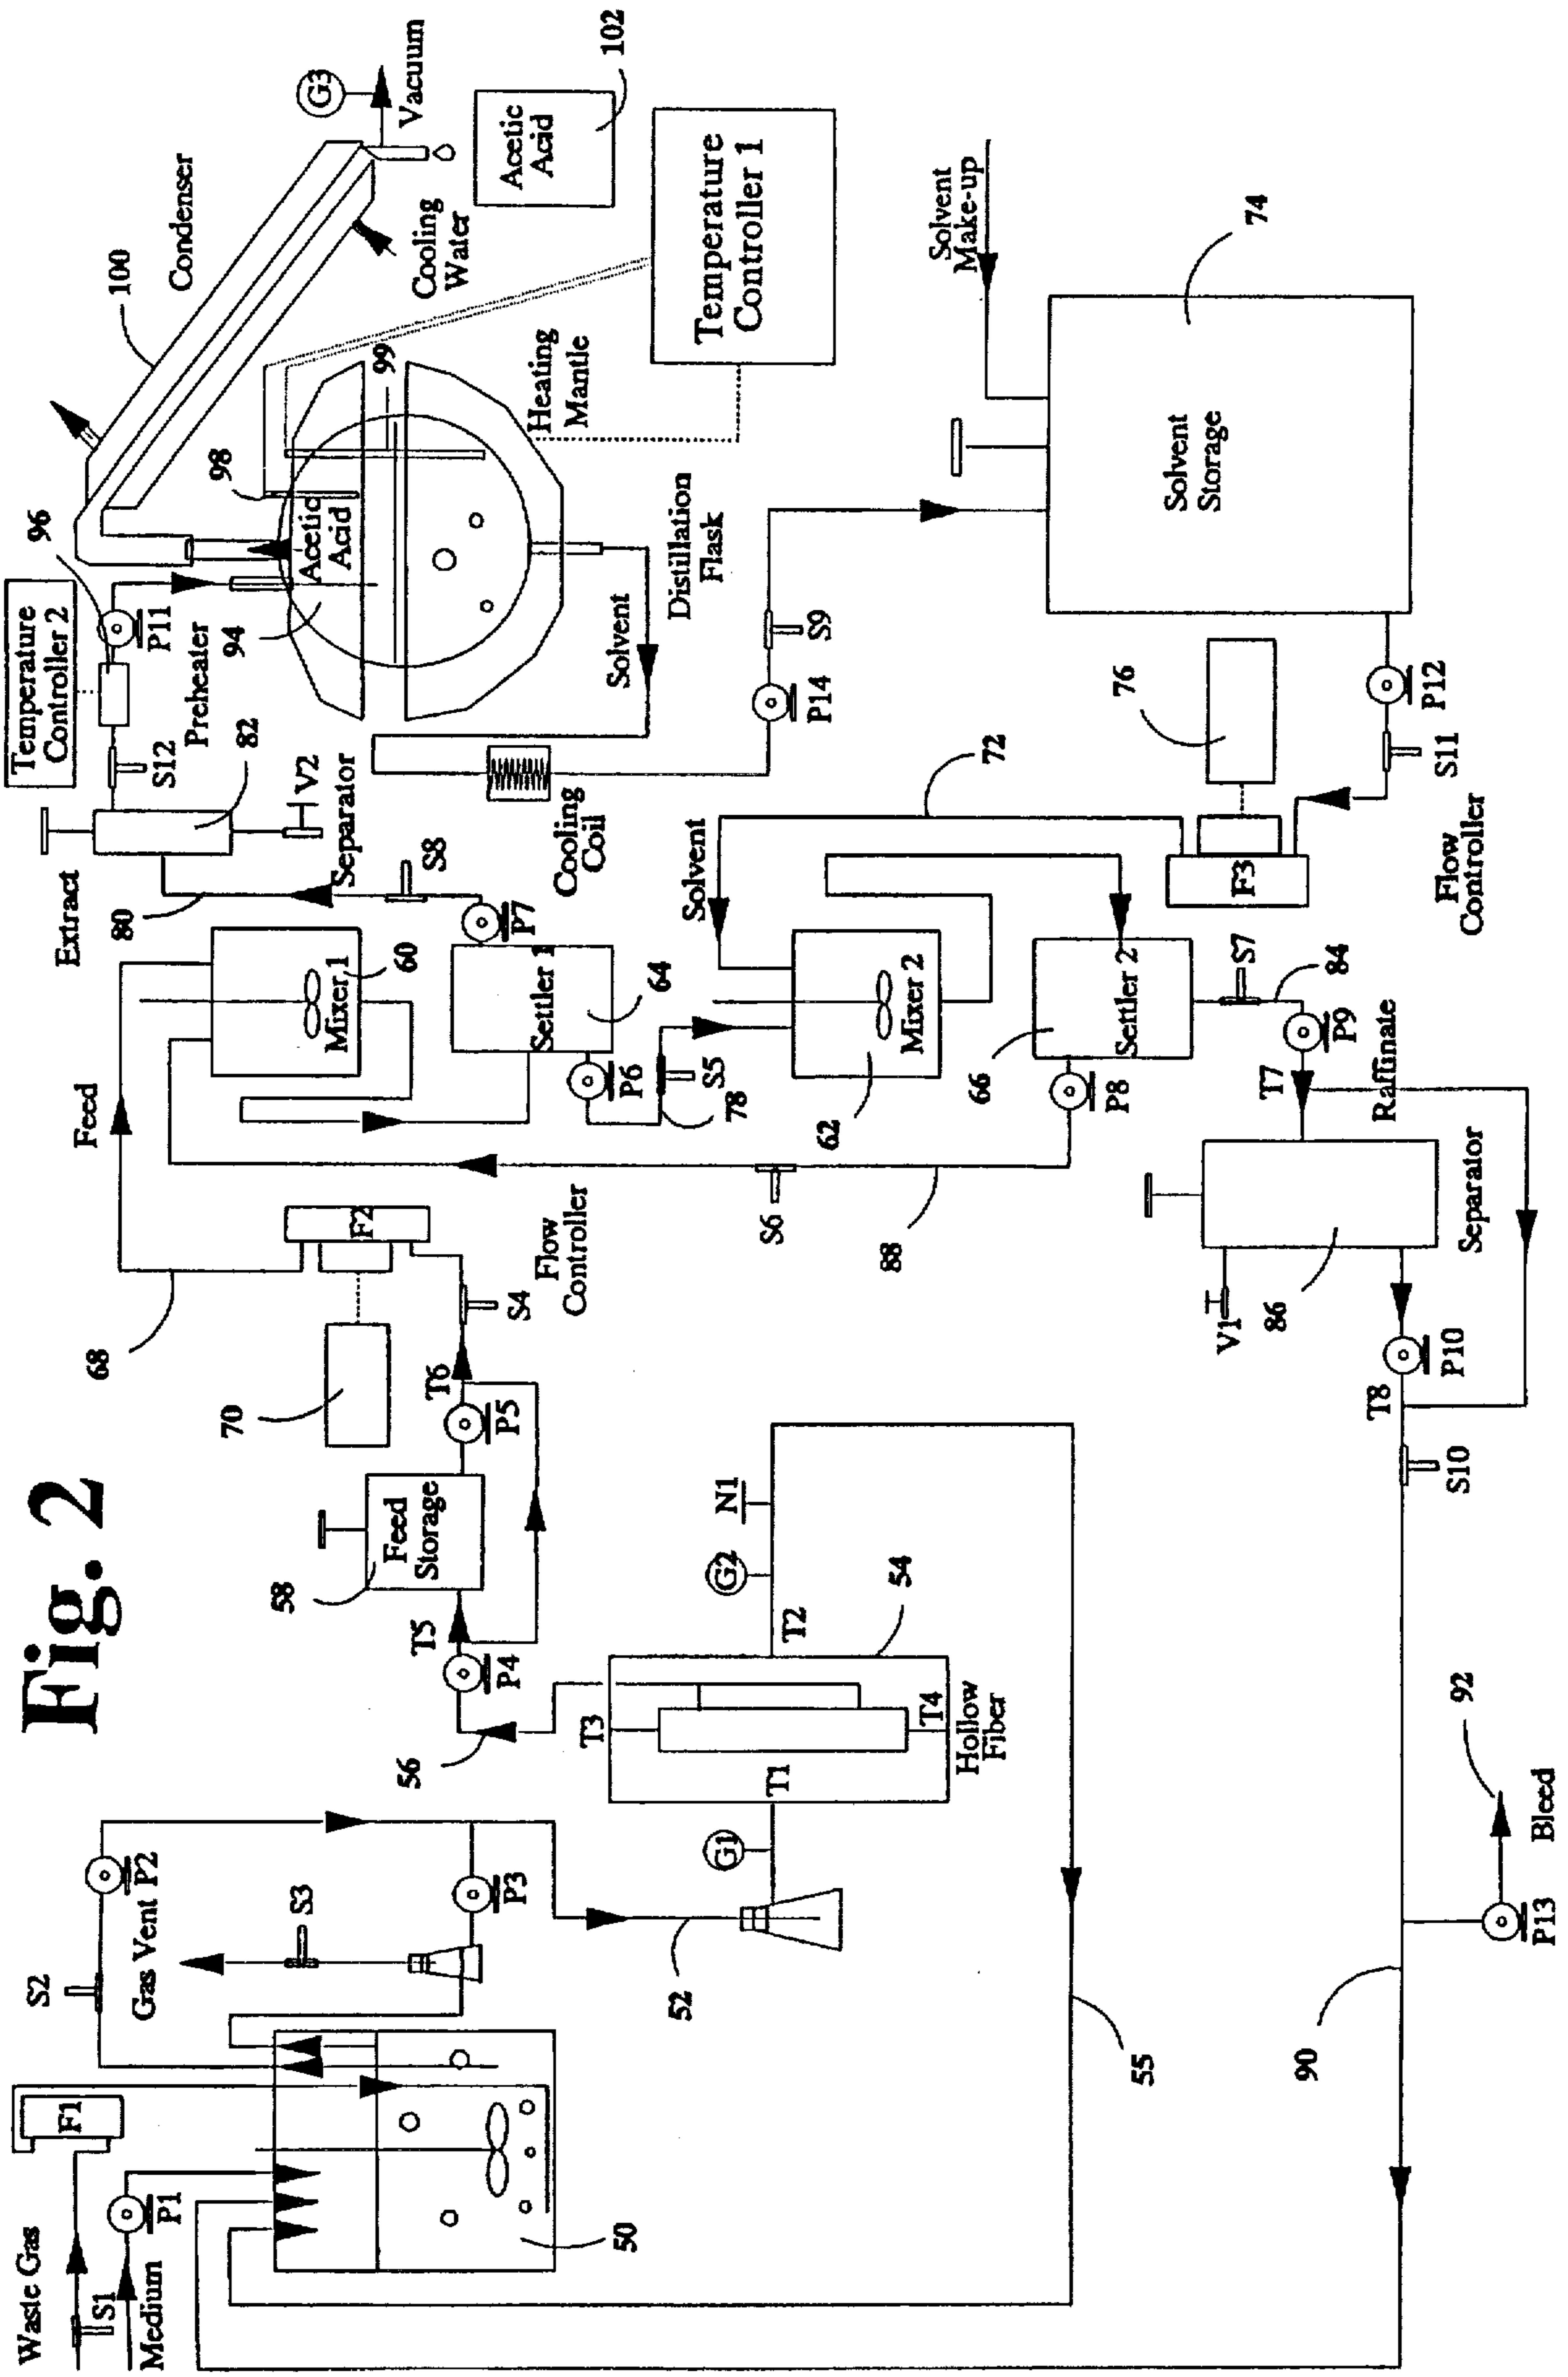 Fig. 2
Waste Gas
S1
Medium
P1
F1
S2
Gas Vent
P2
S3
P3
50
52
G1
T1
T2
T3
T4
Hollow
Fiber
54
G2
N1
55
56
P4
T5
58
Feed
Storage
P5
T6
S4
70
F2
Flow
Controller
68
Feed
Mixer 1
60
Settler 1
64
P6
S5
78
P7
S8
80
Extract
Separator
82
V2
S12
Temperature
Controller 2
Preheater
96
P11
94
Acetic
Acid
98
99
100
Condenser
Cooling
Water
G3
Vacuum
Acetic
Acid
102
Temperature
Controller 1
Heating
Mantle
Distillation
Flask
Solvent
Cooling
Coil
P14
S9
Solvent
Make-up
Solvent
Storage
74
P12
S11
76
F3
Flow
Controller
72
Solvent
Mixer 2
62
Settler 2
66
P8
S6
88
S7
84
P9
T7
Raffinate
Separator
86
V1
P10
T8
S10
90
P13
92
Bleed